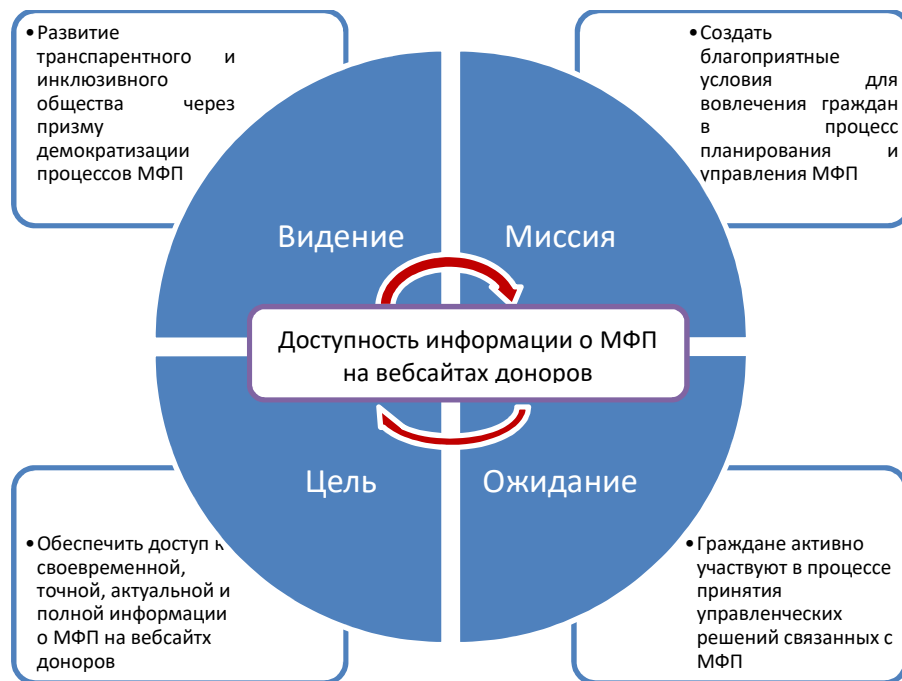 •Развитие
транспарентного и
инклюзивного
общества через
призму
демократизации
процессов МФП
•Создать
благоприятные
условия для
вовлечения граждан
в процесс
планирования и
управления МФП
Видение
Миссия
Доступность информации о МФП
на вебсайтах доноров
Цель
Ожидание
•Обеспечить доступ к
своевременной,
точной, актуальной и
полной информации
о МФП на вебсайтх
доноров
•Граждане активно
участвуют в процессе
принятия
управленческих
решений связанных с
МФП